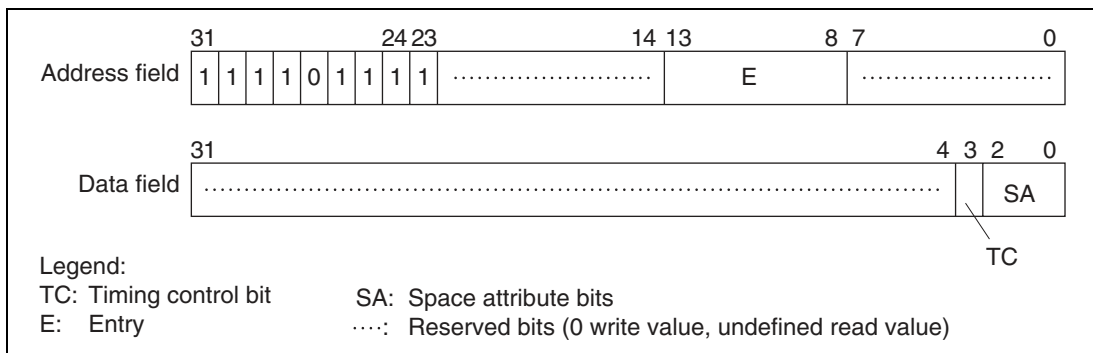 31 24 23 14 13 8 7 0
Address field 1 1 1 1 0 1 1 1 1 ........................ E ........................
31 4 3 2 0
Data field ........................ SA
TC
Legend:
TC: Timing control bit SA: Space attribute bits
E: Entry ····: Reserved bits (0 write value, undefined read value)